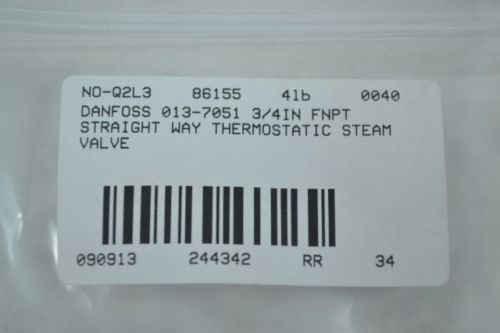 NO-Q2L3 86155 41b 0040
DANFOSS 013-7051 3/4IN FNPT
STRAIGHT WAY THERMOSTATIC STEAM
VALVE
090913 244342 RR 34